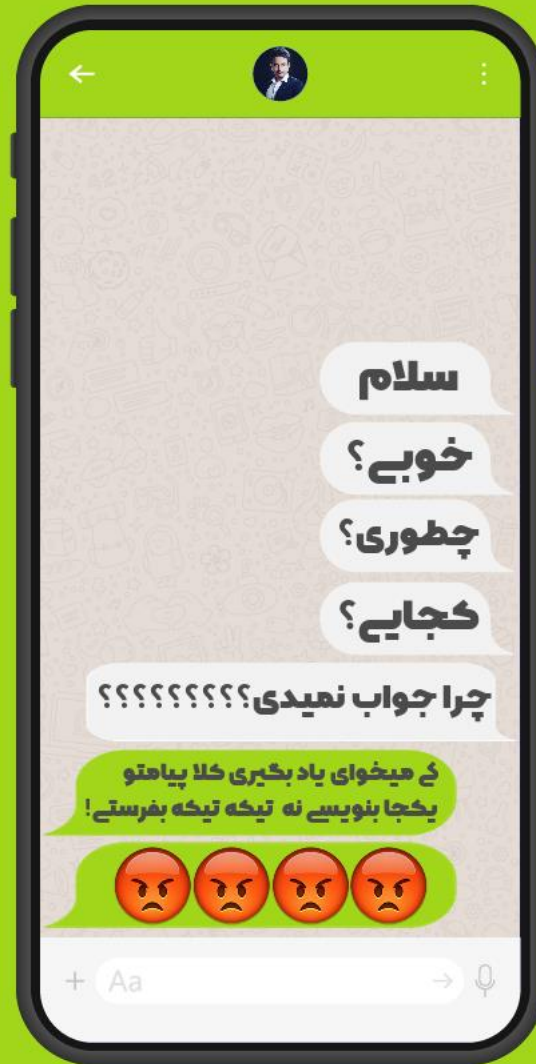 سلام
خوبی؟
چطوری؟
کجایی؟
چرا جواب نمیدی؟؟؟؟؟؟؟؟؟
کی میخوای یاد بگیری کلا پیامتو
یکجا بنویسی نه تیکه تیکه بفرستی!
😡😡😡😡
Aa